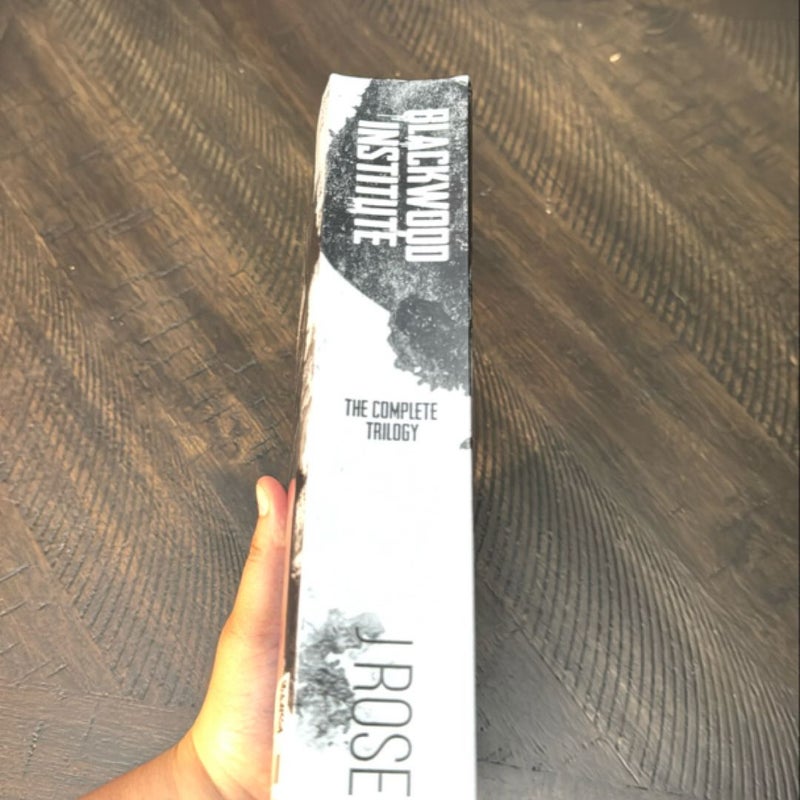 BLACKWOOD
INSTITUTE
THE COMPLETE
TRILOGY
J ROSE